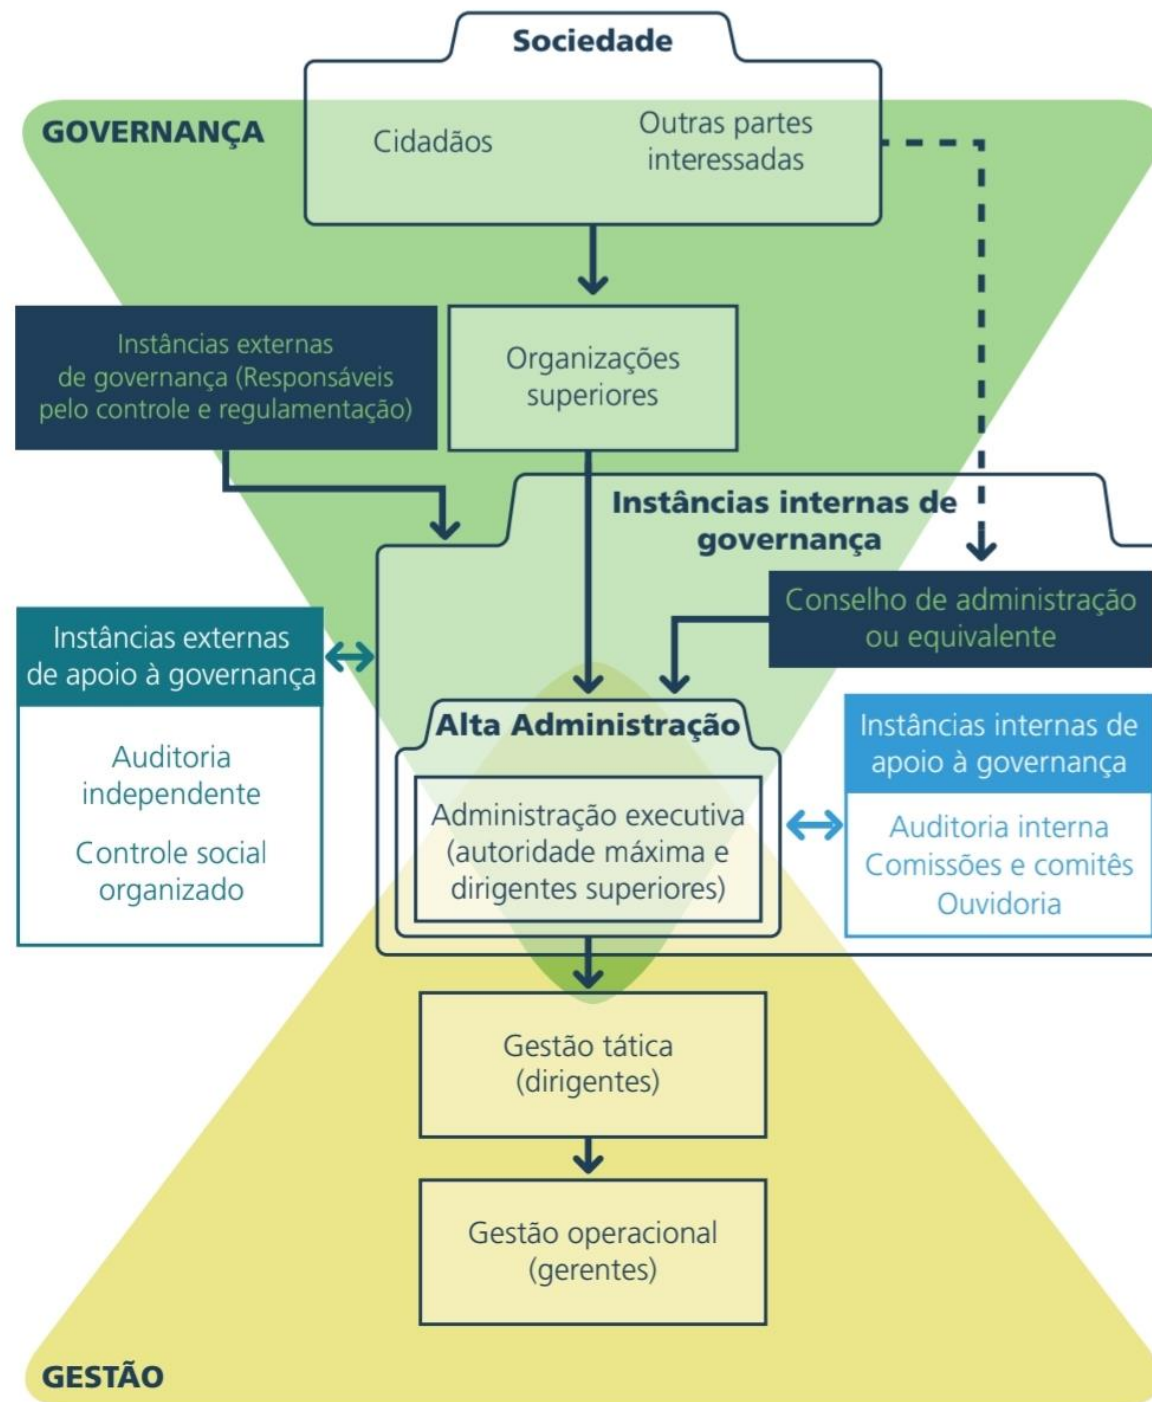 Sociedade
GOVERNANÇA
Cidadãos
Outras partes
interessadas
Instâncias externas
de governança (Responsáveis
pelo controle e regulamentação)
Organizações
superiores
Instâncias internas de
governança
Conselho de administração
ou equivalente
Instâncias externas
de apoio à governança
Auditoria
independente
Controle social
organizado
Alta Administração
Administração executiva
(autoridade máxima e
dirigentes superiores)
Instâncias internas de
apoio à governança
Auditoria interna
Comissões e comitês
Ouvidoria
Gestão tática
(dirigentes)
Gestão operacional
(gerentes)
GESTÃO